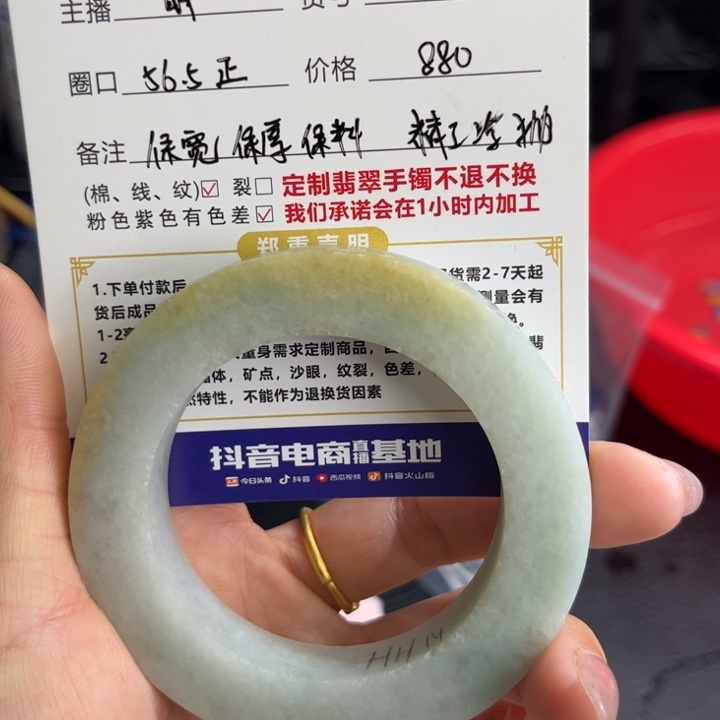 主播
圈口 56.5正 价格 880
备注 保宽 保厚 保料 精工
(棉、线、纹)☑ 裂☐ 定制翡翠手镯不退不换
粉色紫色有色差☑ 我们承诺会在1小时内加工
郑重声明
1.下单付款后 货需2-7天起
货后成品 测量会有
1-2
2 量身需求定制商品,
矿点,沙眼,纹裂,色差,
然特性,不能作为退换货因素
抖音电商直播基地
今日头条 抖音 西瓜视频 抖音火山版